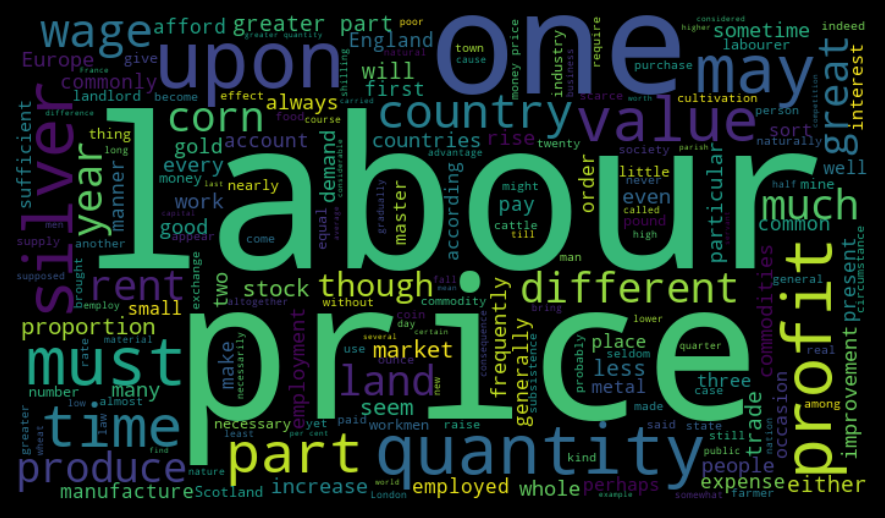 wage afford greater part poor England one may sometime great
greater quantity considered higher indeed
Europe commonly give upon will town cause money price industry require labourer purchase interest
landlord become effect always first shilling business
silver corn country value cultivation
difference thing long gold account food course countries rise scarce worth sort naturally person competition
sufficient year manner every money last nearly demand advantage twenty society little parish half mine well
men work considerable according order might never even particular
supply another good capital appear equal average master gradually pay cattle called till pound high man much common
labour
supposed brought rent exchange come two stock though different general present circumstance
bemploy altogether without fall mean commodity bring lower commodities
proportion small coin day consequence frequently generally place quarter real
must material rate make necessarily employment several certain market use ounce new probably seldom less profit among
price
number many land subsistence metal three case occasion improvement
greater almost low law seem made trade
time wheat necessary yet paid workmen raise said state still nation
least per cent part quantity kind public people either
produce find nature world employed whole perhaps expense somewhat farmer
manufacture Scotland increase London example